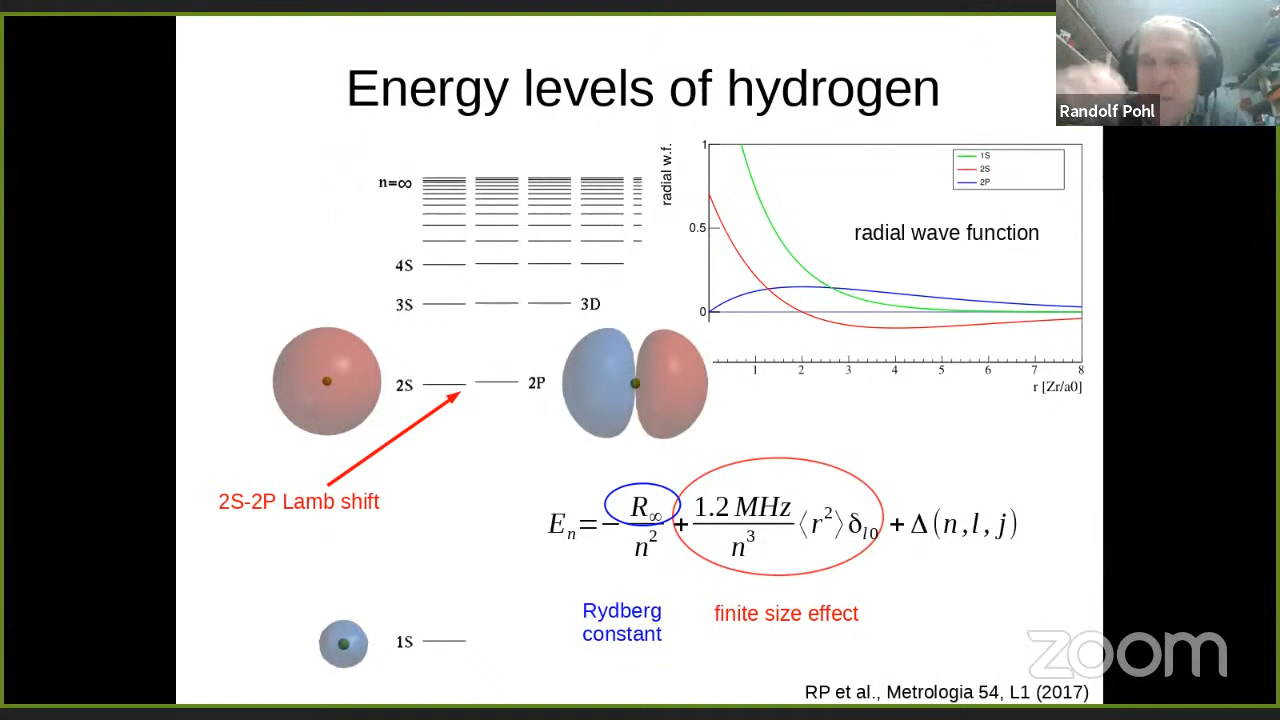 Energy levels of hydrogen
Randolf Pohl
n=∞
4S
3S
3D
2S
2P
2S-2P Lamb shift
1S
radial w.f.
1
0.5
0
1S
2S
2P
radial wave function
1 2 3 4 5 6 7 8
r [Zr/a0]
E_n = − R_∞/n² + 1.2 MHz/n³ ⟨r²⟩ δ_l0 + Δ(n,l,j)
Rydberg
constant
finite size effect
zoom
RP et al., Metrologia 54, L1 (2017)